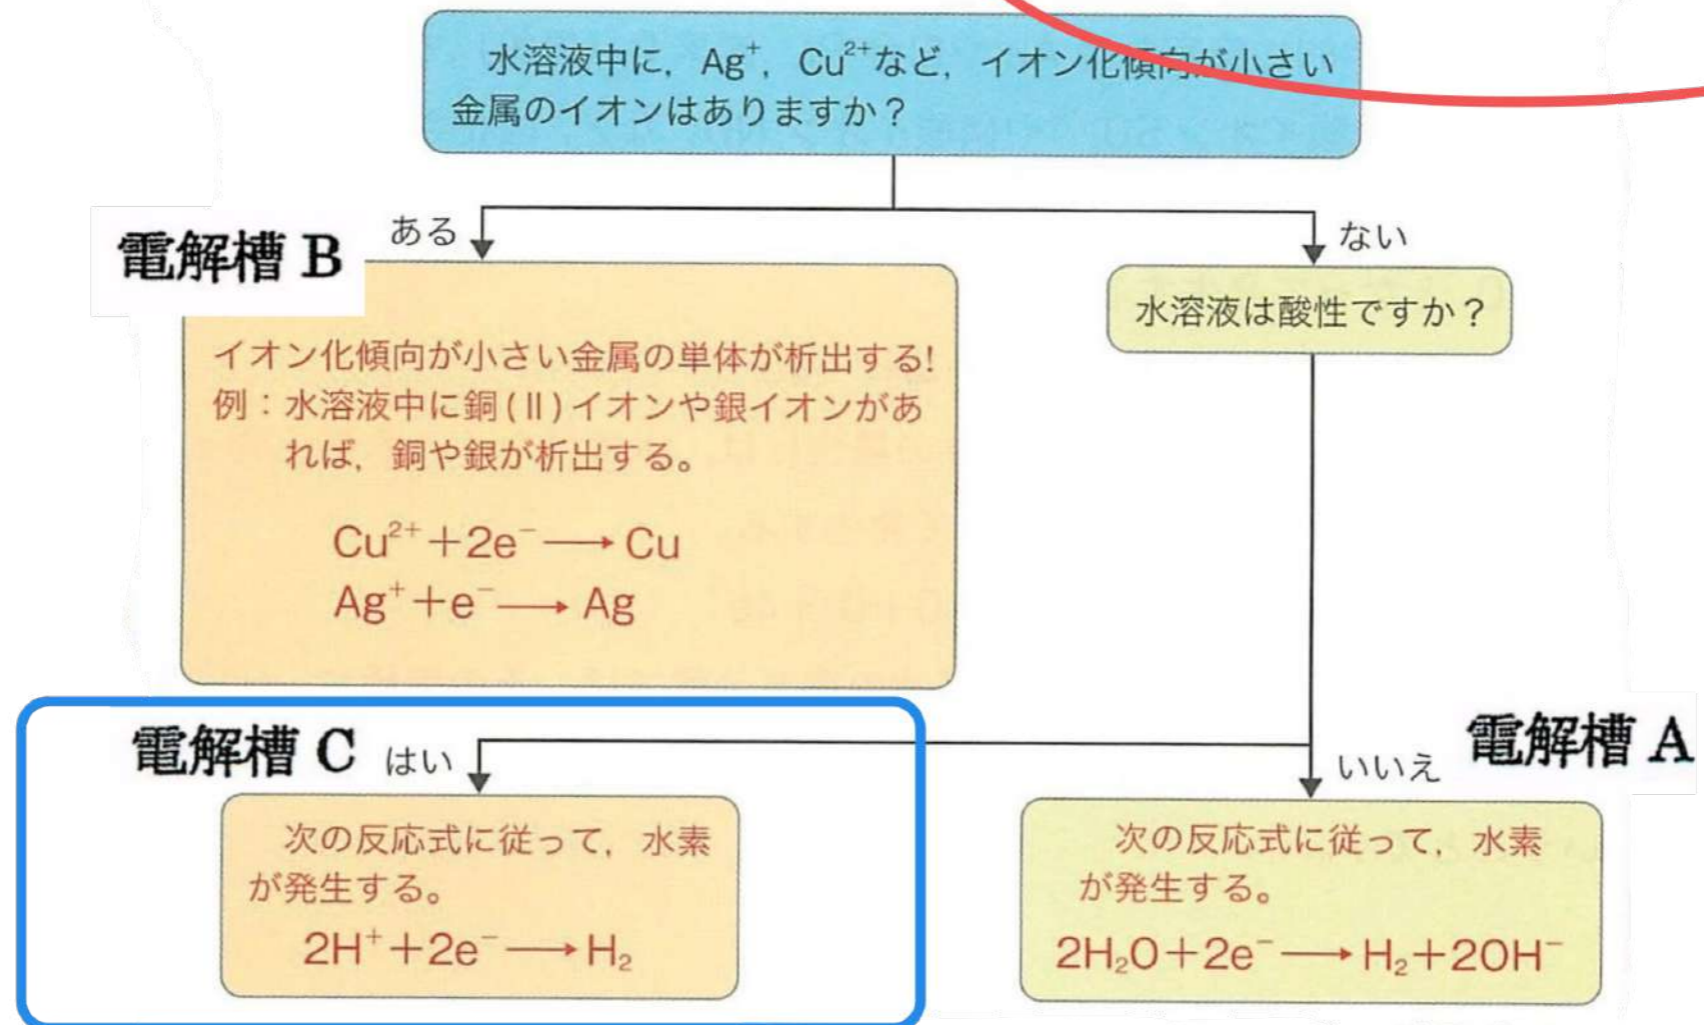 水溶液中に，Ag⁺，Cu²⁺など，イオン化傾向が小さい
金属のイオンはありますか？
電解槽 B
ある
ない
イオン化傾向が小さい金属の単体が析出する!
例：水溶液中に銅(Ⅱ)イオンや銀イオンがあ
れば，銅や銀が析出する。
Cu²⁺+2e⁻⟶Cu
Ag⁺+e⁻⟶Ag
水溶液は酸性ですか？
電解槽 C
はい
次の反応式に従って，水素
が発生する。
2H⁺+2e⁻⟶H₂
いいえ
電解槽 A
次の反応式に従って，水素
が発生する。
2H₂O+2e⁻⟶H₂+2OH⁻